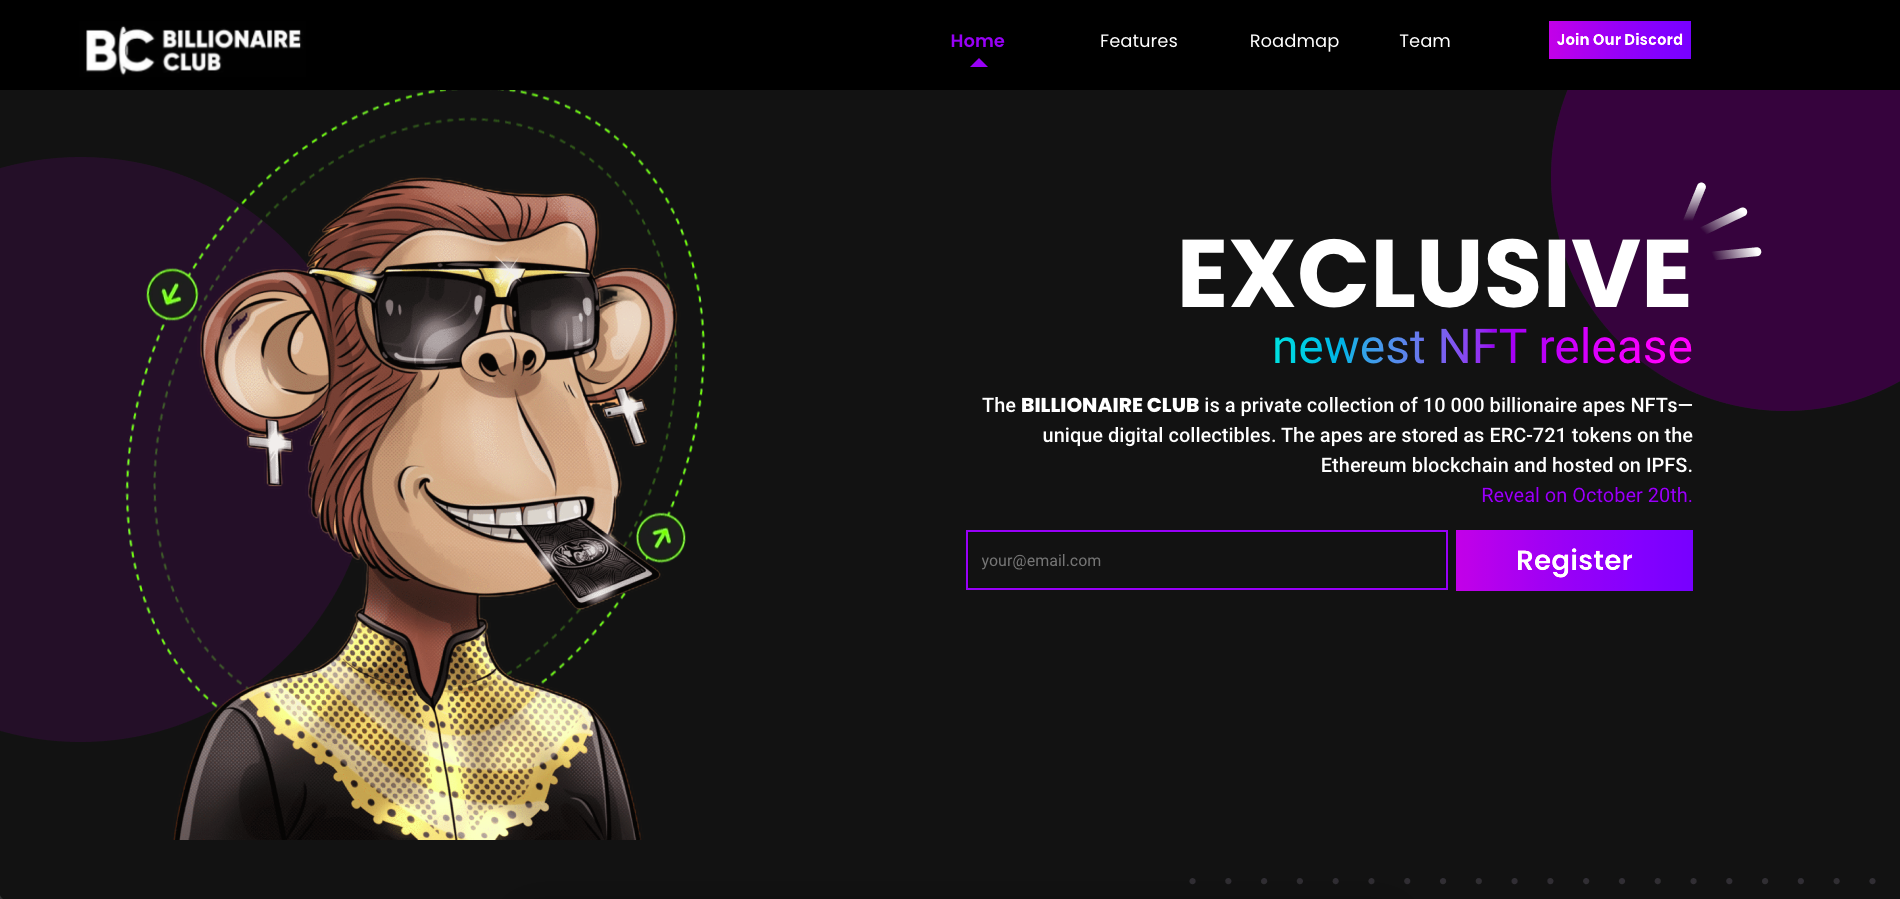 BC BILLIONAIRE
CLUB
Home
Features
Roadmap
Team
Join Our Discord
EXCLUSIVE
newest NFT release
The BILLIONAIRE CLUB is a private collection of 10 000 billionaire apes NFTs—
unique digital collectibles. The apes are stored as ERC-721 tokens on the
Ethereum blockchain and hosted on IPFS.
Reveal on October 20th.
your@email.com
Register